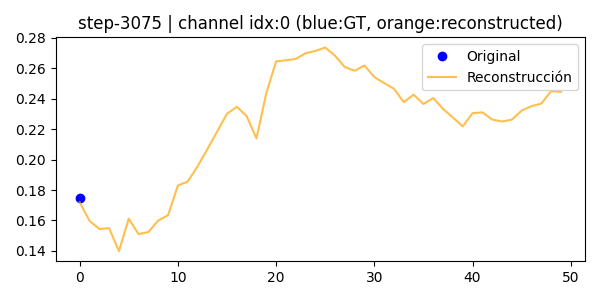 step-3075 | channel idx:0 (blue:GT, orange:reconstructed)
0.28
0.26
0.24
0.22
0.20
0.18
0.16
0.14
Original
Reconstrucción
0 10 20 30 40 50